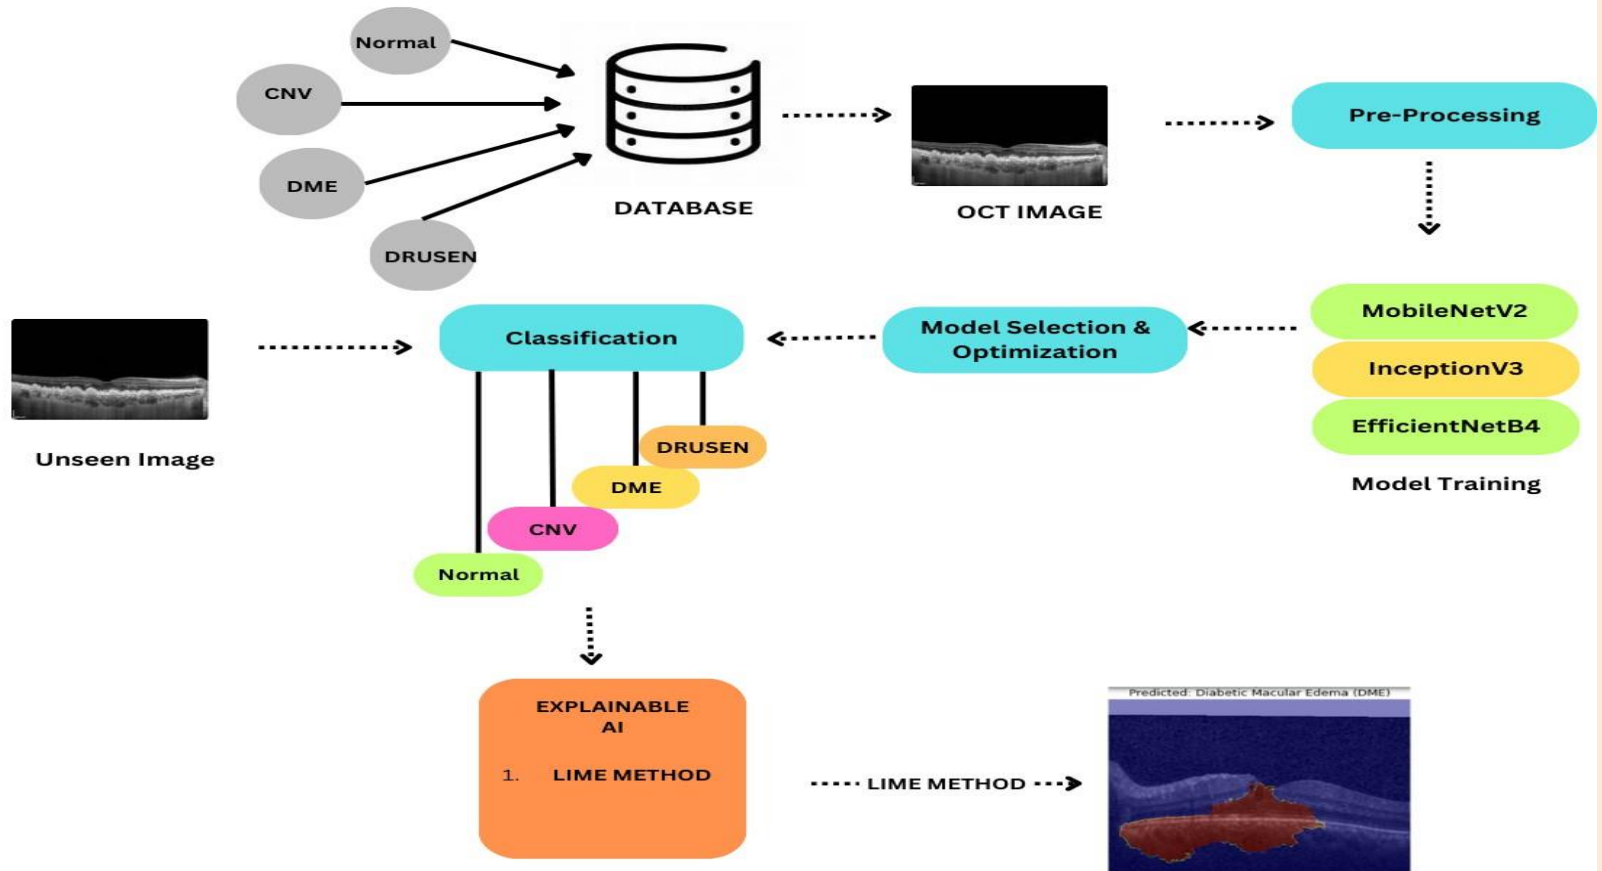 Normal
CNV
DME
DRUSEN
DATABASE
OCT IMAGE
Pre-Processing
MobileNetV2
InceptionV3
EfficientNetB4
Model Training
Model Selection &
Optimization
Classification
Unseen Image
DRUSEN
DME
CNV
Normal
EXPLAINABLE
AI
1. LIME METHOD
LIME METHOD
Predicted: Diabetic Macular Edema (DME)